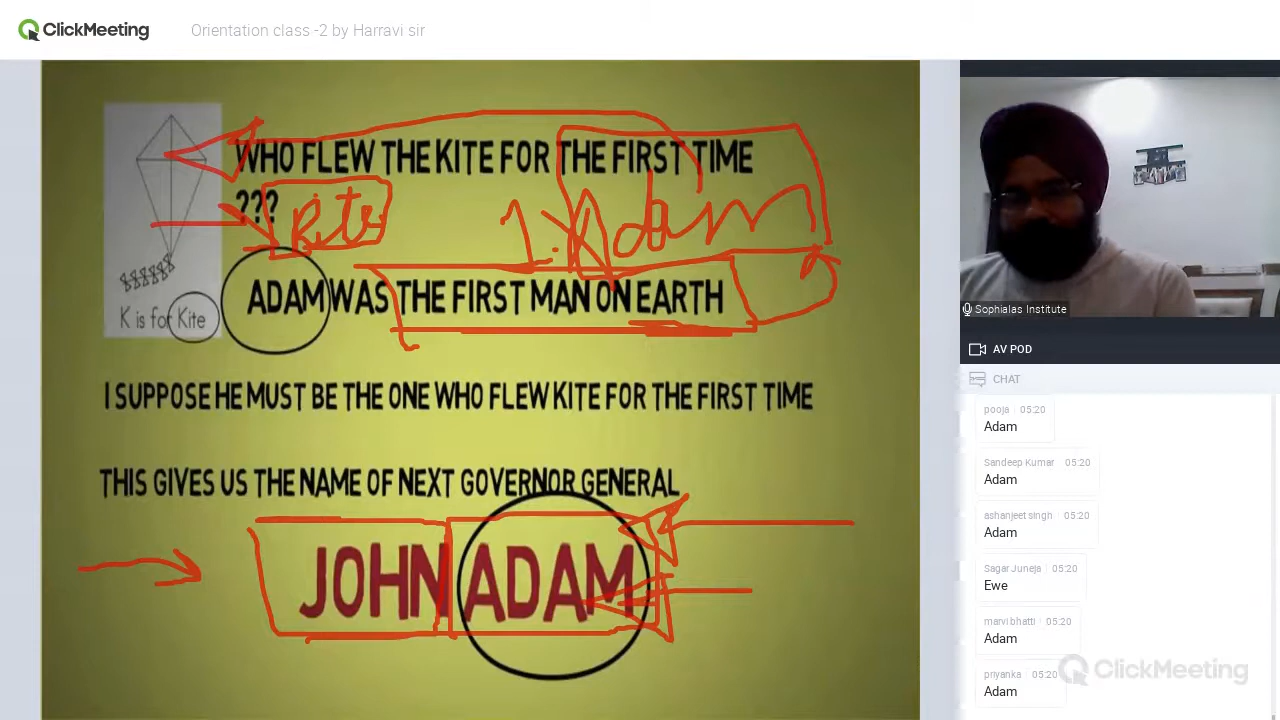 ClickMeeting
Orientation class -2 by Harravi sir
WHO FLEW THE KITE FOR THE FIRST TIME
???
Kite
1. Adam
K is for Kite
ADAM WAS THE FIRST MAN ON EARTH
I SUPPOSE HE MUST BE THE ONE WHO FLEW KITE FOR THE FIRST TIME
THIS GIVES US THE NAME OF NEXT GOVERNOR GENERAL
JOHN ADAM
Sophialas Institute
AV POD
CHAT
pooja 05:20
Adam
Sandeep Kumar 05:20
Adam
ashanjeet singh 05:20
Adam
Sagar Juneja 05:20
Ewe
marvi bhatti 05:20
Adam
priyanka 05:20
Adam
ClickMeeting